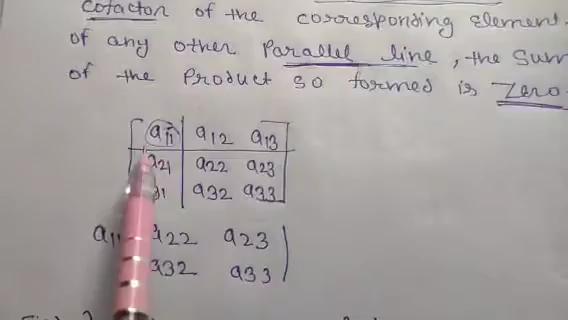 Cofactor of the corresponding element
of any other Parallel line, the Sum
of the Product so formed is Zero.
a11 a12 a13
a21 a22 a23
a32 a33
a22 a23
a32 a33